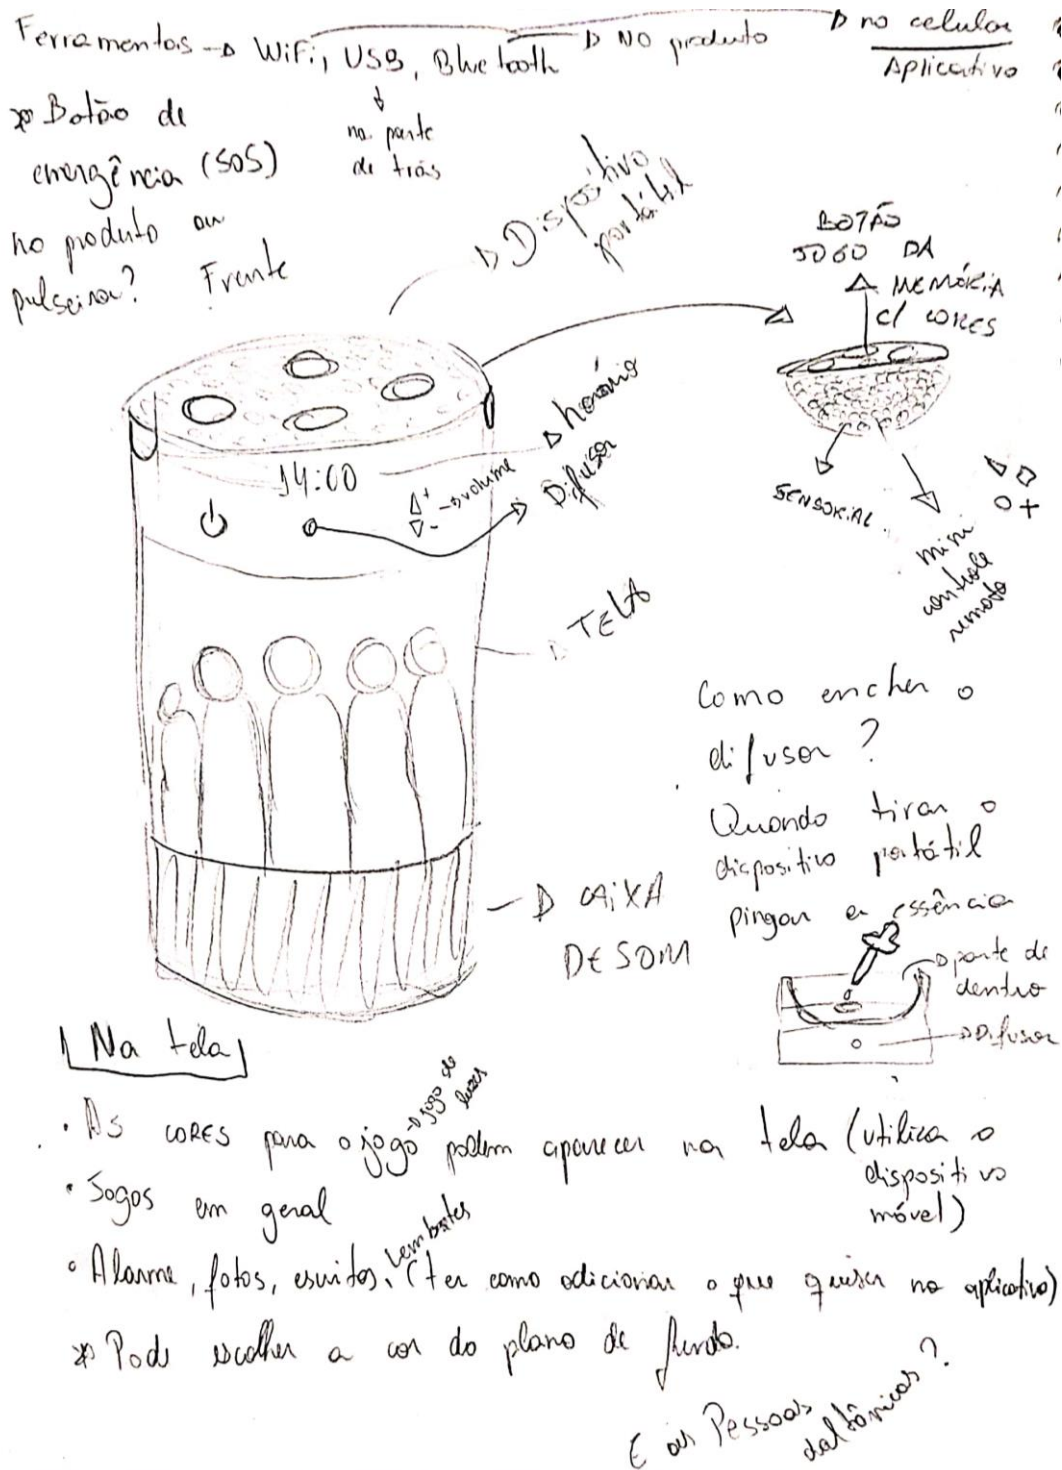 Ferramentas → WiFi, USB, Bluetooth
NO produto
no celular
Aplicativo
na parte
de trás
* Botão de
emergência (SOS)
no produto ou
pulseira?
Frente
Dispositivo
portátil
BOTÃO
JOGO DA
MEMÓRIA
c/ CORES
SENSORIAL
mini
controle
remoto
14:00
horário
+ → volume
-
Difusor
TELA
CAIXA
DE SOM
Como encher o
difusor?
Quando tirar o
dispositivo portátil
pingar a essência
parte de
dentro
Difusor
Na tela
• AS CORES para o jogo podem aparecer na tela (utiliza o
dispositivo
móvel)
→ jogo de
luzes
• Jogos em geral
• Alarme, fotos, escritos, (ter como adicionar o que quiser no aplicativo)
lembretes
* Pode escolher a cor do plano de fundo.
E as Pessoas
daltônicas?